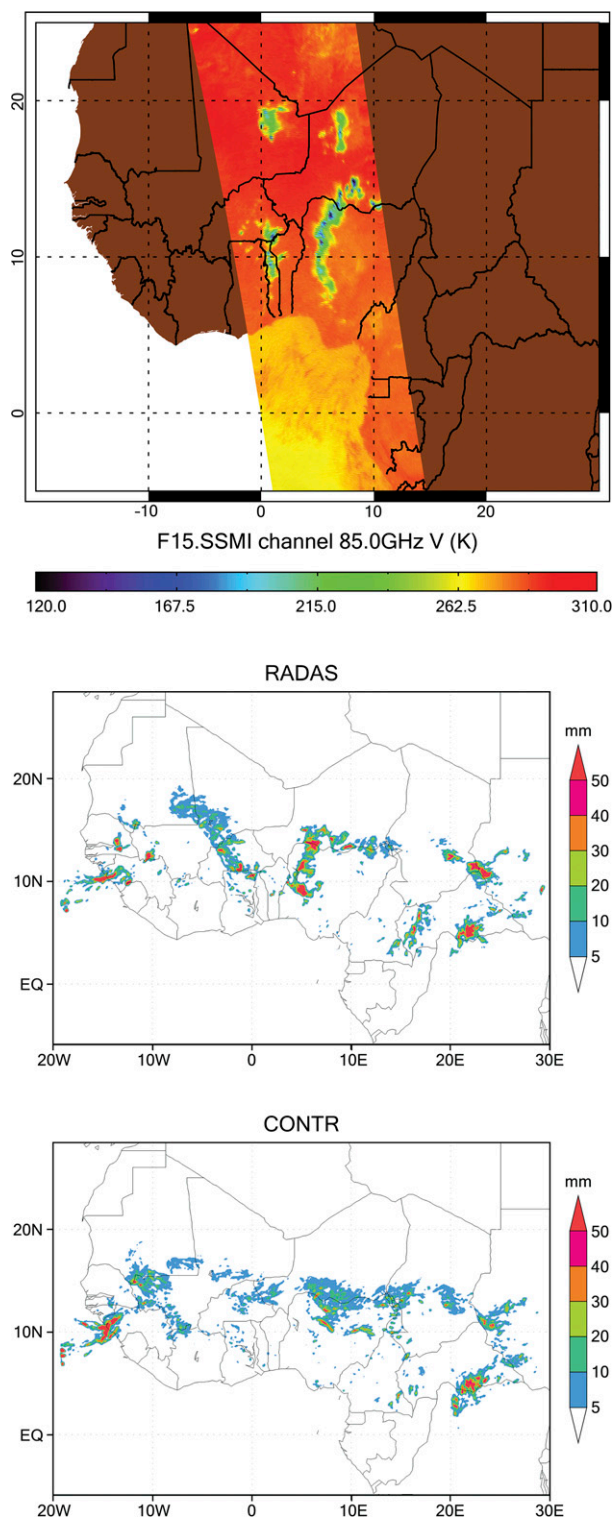 20
10
0
-10 0 10 20
F15.SSMI channel 85.0GHz V (K)
120.0 167.5 215.0 262.5 310.0
RADAS
mm
20N
10N
EQ
50
40
30
20
10
5
20W 10W 0 10E 20E 30E
CONTR
mm
20N
10N
EQ
50
40
30
20
10
5
20W 10W 0 10E 20E 30E